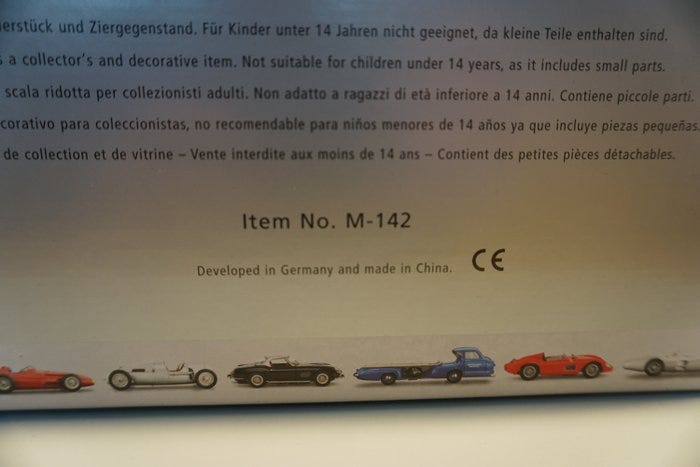 erstück und Ziergegenstand. Für Kinder unter 14 Jahren nicht geeignet, da kleine Teile enthalten sind.
a collector's and decorative item. Not suitable for children under 14 years, as it includes small parts.
scala ridotta per collezionisti adulti. Non adatto a ragazzi di età inferiore a 14 anni. Contiene piccole parti.
corativo para coleccionistas, no recomendable para niños menores de 14 años ya que incluye piezas pequeñas.
de collection et de vitrine – Vente interdite aux moins de 14 ans – Contient des petites pièces détachables.
Item No. M-142
Developed in Germany and made in China. CE